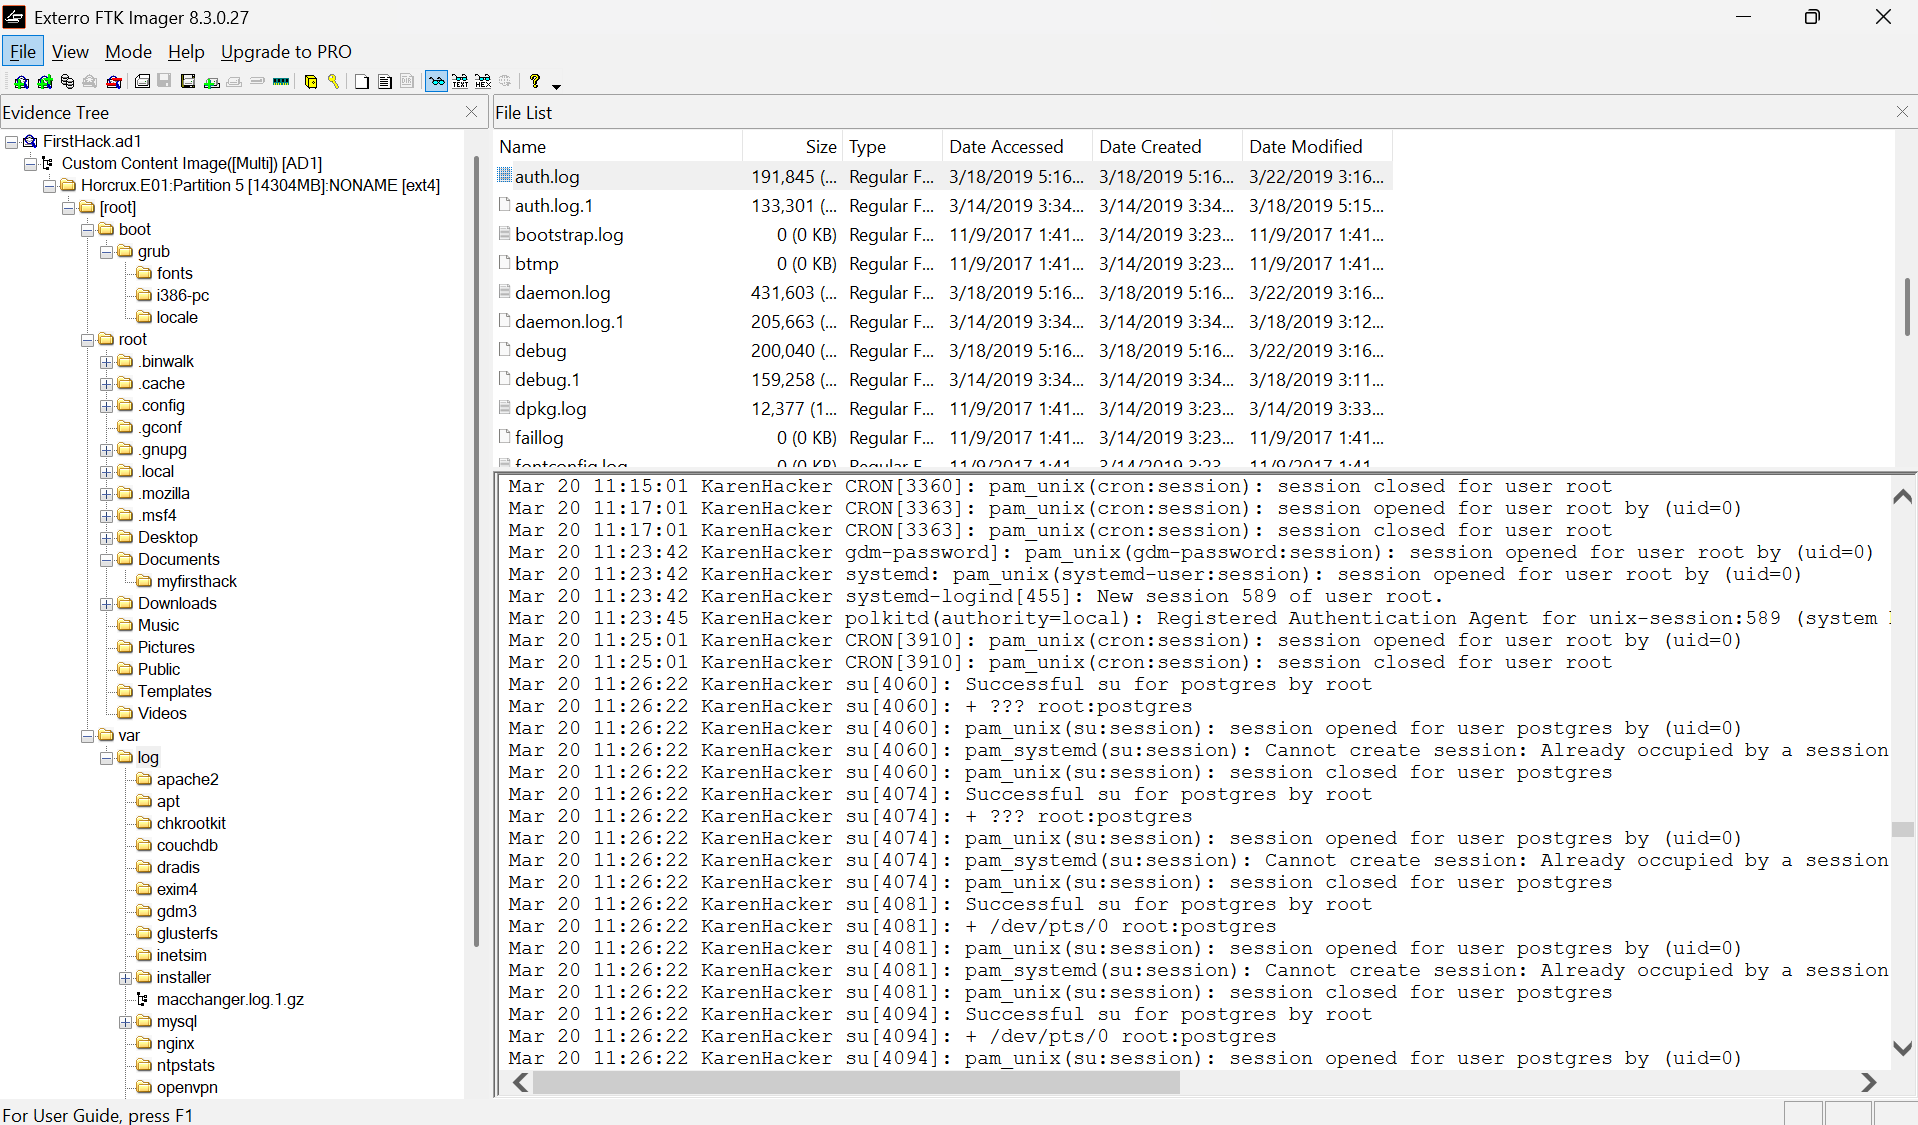 Exterro FTK Imager 8.3.0.27
File View Mode Help Upgrade to PRO
Evidence Tree
FirstHack.ad1
Custom Content Image([Multi]) [AD1]
Horcrux.E01:Partition 5 [14304MB]:NONAME [ext4]
[root]
boot
grub
fonts
i386-pc
locale
root
.binwalk
.cache
.config
.gconf
.gnupg
.local
.mozilla
.msf4
Desktop
Documents
myfirsthack
Downloads
Music
Pictures
Public
Templates
Videos
var
log
apache2
apt
chkrootkit
couchdb
dradis
exim4
gdm3
glusterfs
inetsim
installer
macchanger.log.1.gz
mysql
nginx
ntpstats
openvpn
File List
Name Size Type Date Accessed Date Created Date Modified
auth.log 191,845 (... Regular F... 3/18/2019 5:16... 3/18/2019 5:16... 3/22/2019 3:16...
auth.log.1 133,301 (... Regular F... 3/14/2019 3:34... 3/14/2019 3:34... 3/18/2019 5:15...
bootstrap.log 0 (0 KB) Regular F... 11/9/2017 1:41... 3/14/2019 3:23... 11/9/2017 1:41...
btmp 0 (0 KB) Regular F... 11/9/2017 1:41... 3/14/2019 3:23... 11/9/2017 1:41...
daemon.log 431,603 (... Regular F... 3/18/2019 5:16... 3/18/2019 5:16... 3/22/2019 3:16...
daemon.log.1 205,663 (... Regular F... 3/14/2019 3:34... 3/14/2019 3:34... 3/18/2019 3:12...
debug 200,040 (... Regular F... 3/18/2019 5:16... 3/18/2019 5:16... 3/22/2019 3:16...
debug.1 159,258 (... Regular F... 3/14/2019 3:34... 3/14/2019 3:34... 3/18/2019 3:11...
dpkg.log 12,377 (1... Regular F... 11/9/2017 1:41... 3/14/2019 3:23... 3/14/2019 3:33...
faillog 0 (0 KB) Regular F... 11/9/2017 1:41... 3/14/2019 3:23... 11/9/2017 1:41...
fontconfig.log 0 (0 KB) Regular F... 11/9/2017 1:41... 3/14/2019 3:23... 11/9/2017 1:41...
Mar 20 11:15:01 KarenHacker CRON[3360]: pam_unix(cron:session): session closed for user root
Mar 20 11:17:01 KarenHacker CRON[3363]: pam_unix(cron:session): session opened for user root by (uid=0)
Mar 20 11:17:01 KarenHacker CRON[3363]: pam_unix(cron:session): session closed for user root
Mar 20 11:23:42 KarenHacker gdm-password]: pam_unix(gdm-password:session): session opened for user root by (uid=0)
Mar 20 11:23:42 KarenHacker systemd: pam_unix(systemd-user:session): session opened for user root by (uid=0)
Mar 20 11:23:42 KarenHacker systemd-logind[455]: New session 589 of user root.
Mar 20 11:23:45 KarenHacker polkitd(authority=local): Registered Authentication Agent for unix-session:589 (system
Mar 20 11:25:01 KarenHacker CRON[3910]: pam_unix(cron:session): session opened for user root by (uid=0)
Mar 20 11:25:01 KarenHacker CRON[3910]: pam_unix(cron:session): session closed for user root
Mar 20 11:26:22 KarenHacker su[4060]: Successful su for postgres by root
Mar 20 11:26:22 KarenHacker su[4060]: + ??? root:postgres
Mar 20 11:26:22 KarenHacker su[4060]: pam_unix(su:session): session opened for user postgres by (uid=0)
Mar 20 11:26:22 KarenHacker su[4060]: pam_systemd(su:session): Cannot create session: Already occupied by a session
Mar 20 11:26:22 KarenHacker su[4060]: pam_unix(su:session): session closed for user postgres
Mar 20 11:26:22 KarenHacker su[4074]: Successful su for postgres by root
Mar 20 11:26:22 KarenHacker su[4074]: + ??? root:postgres
Mar 20 11:26:22 KarenHacker su[4074]: pam_unix(su:session): session opened for user postgres by (uid=0)
Mar 20 11:26:22 KarenHacker su[4074]: pam_systemd(su:session): Cannot create session: Already occupied by a session
Mar 20 11:26:22 KarenHacker su[4074]: pam_unix(su:session): session closed for user postgres
Mar 20 11:26:22 KarenHacker su[4081]: Successful su for postgres by root
Mar 20 11:26:22 KarenHacker su[4081]: + /dev/pts/0 root:postgres
Mar 20 11:26:22 KarenHacker su[4081]: pam_unix(su:session): session opened for user postgres by (uid=0)
Mar 20 11:26:22 KarenHacker su[4081]: pam_systemd(su:session): Cannot create session: Already occupied by a session
Mar 20 11:26:22 KarenHacker su[4081]: pam_unix(su:session): session closed for user postgres
Mar 20 11:26:22 KarenHacker su[4094]: Successful su for postgres by root
Mar 20 11:26:22 KarenHacker su[4094]: + /dev/pts/0 root:postgres
Mar 20 11:26:22 KarenHacker su[4094]: pam_unix(su:session): session opened for user postgres by (uid=0)
For User Guide, press F1